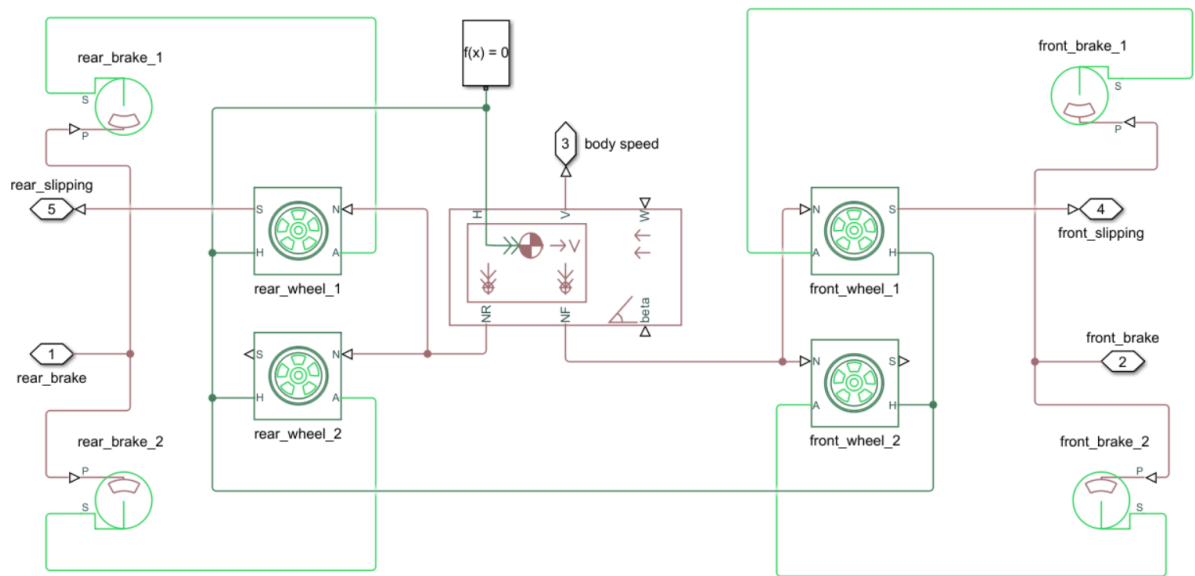 rear_brake_1
S
P
f(x) = 0
3
body speed
front_brake_1
S
P
rear_slipping
5
S
N
H
A
rear_wheel_1
H
V
W
V
NR
NF
beta
N
S
A
H
front_wheel_1
4
front_slipping
1
rear_brake
S
N
H
A
rear_wheel_2
N
S
A
H
front_wheel_2
front_brake
2
rear_brake_2
P
S
front_brake_2
P
S